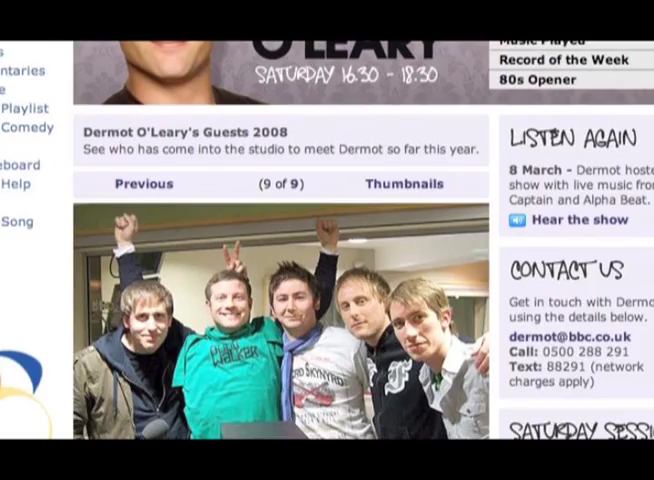 O'LEARY
SATURDAY 16.30 - 18.30
Music Played
Record of the Week
80s Opener
s
ntaries
e
Playlist
Comedy
eboard
Help
Song
Dermot O'Leary's Guests 2008
See who has come into the studio to meet Dermot so far this year.
Previous
(9 of 9)
Thumbnails
WALKER
RD SKYNYRD
LISTEN AGAIN
8 March - Dermot hoste
show with live music from
Captain and Alpha Beat.
Hear the show
CONTACT US
Get in touch with Dermo
using the details below.
dermot@bbc.co.uk
Call: 0500 288 291
Text: 88291 (network
charges apply)
SATURDAY SESSI